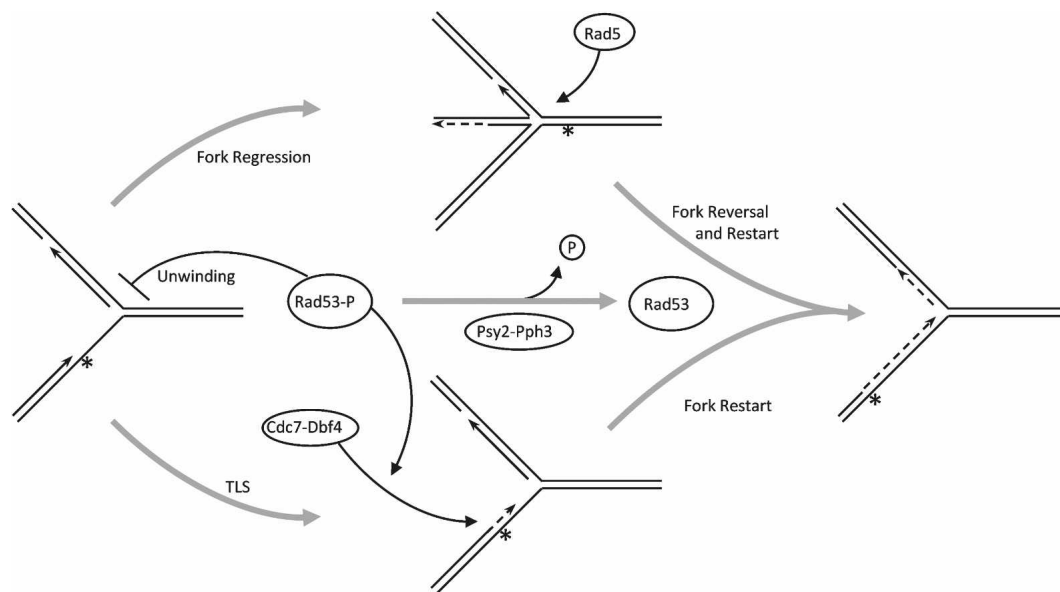 Rad5
*
Fork Regression
Fork Reversal
and Restart
Unwinding
P
Rad53-P
Rad53
Psy2-Pph3
*
*
Fork Restart
Cdc7-Dbf4
TLS
*